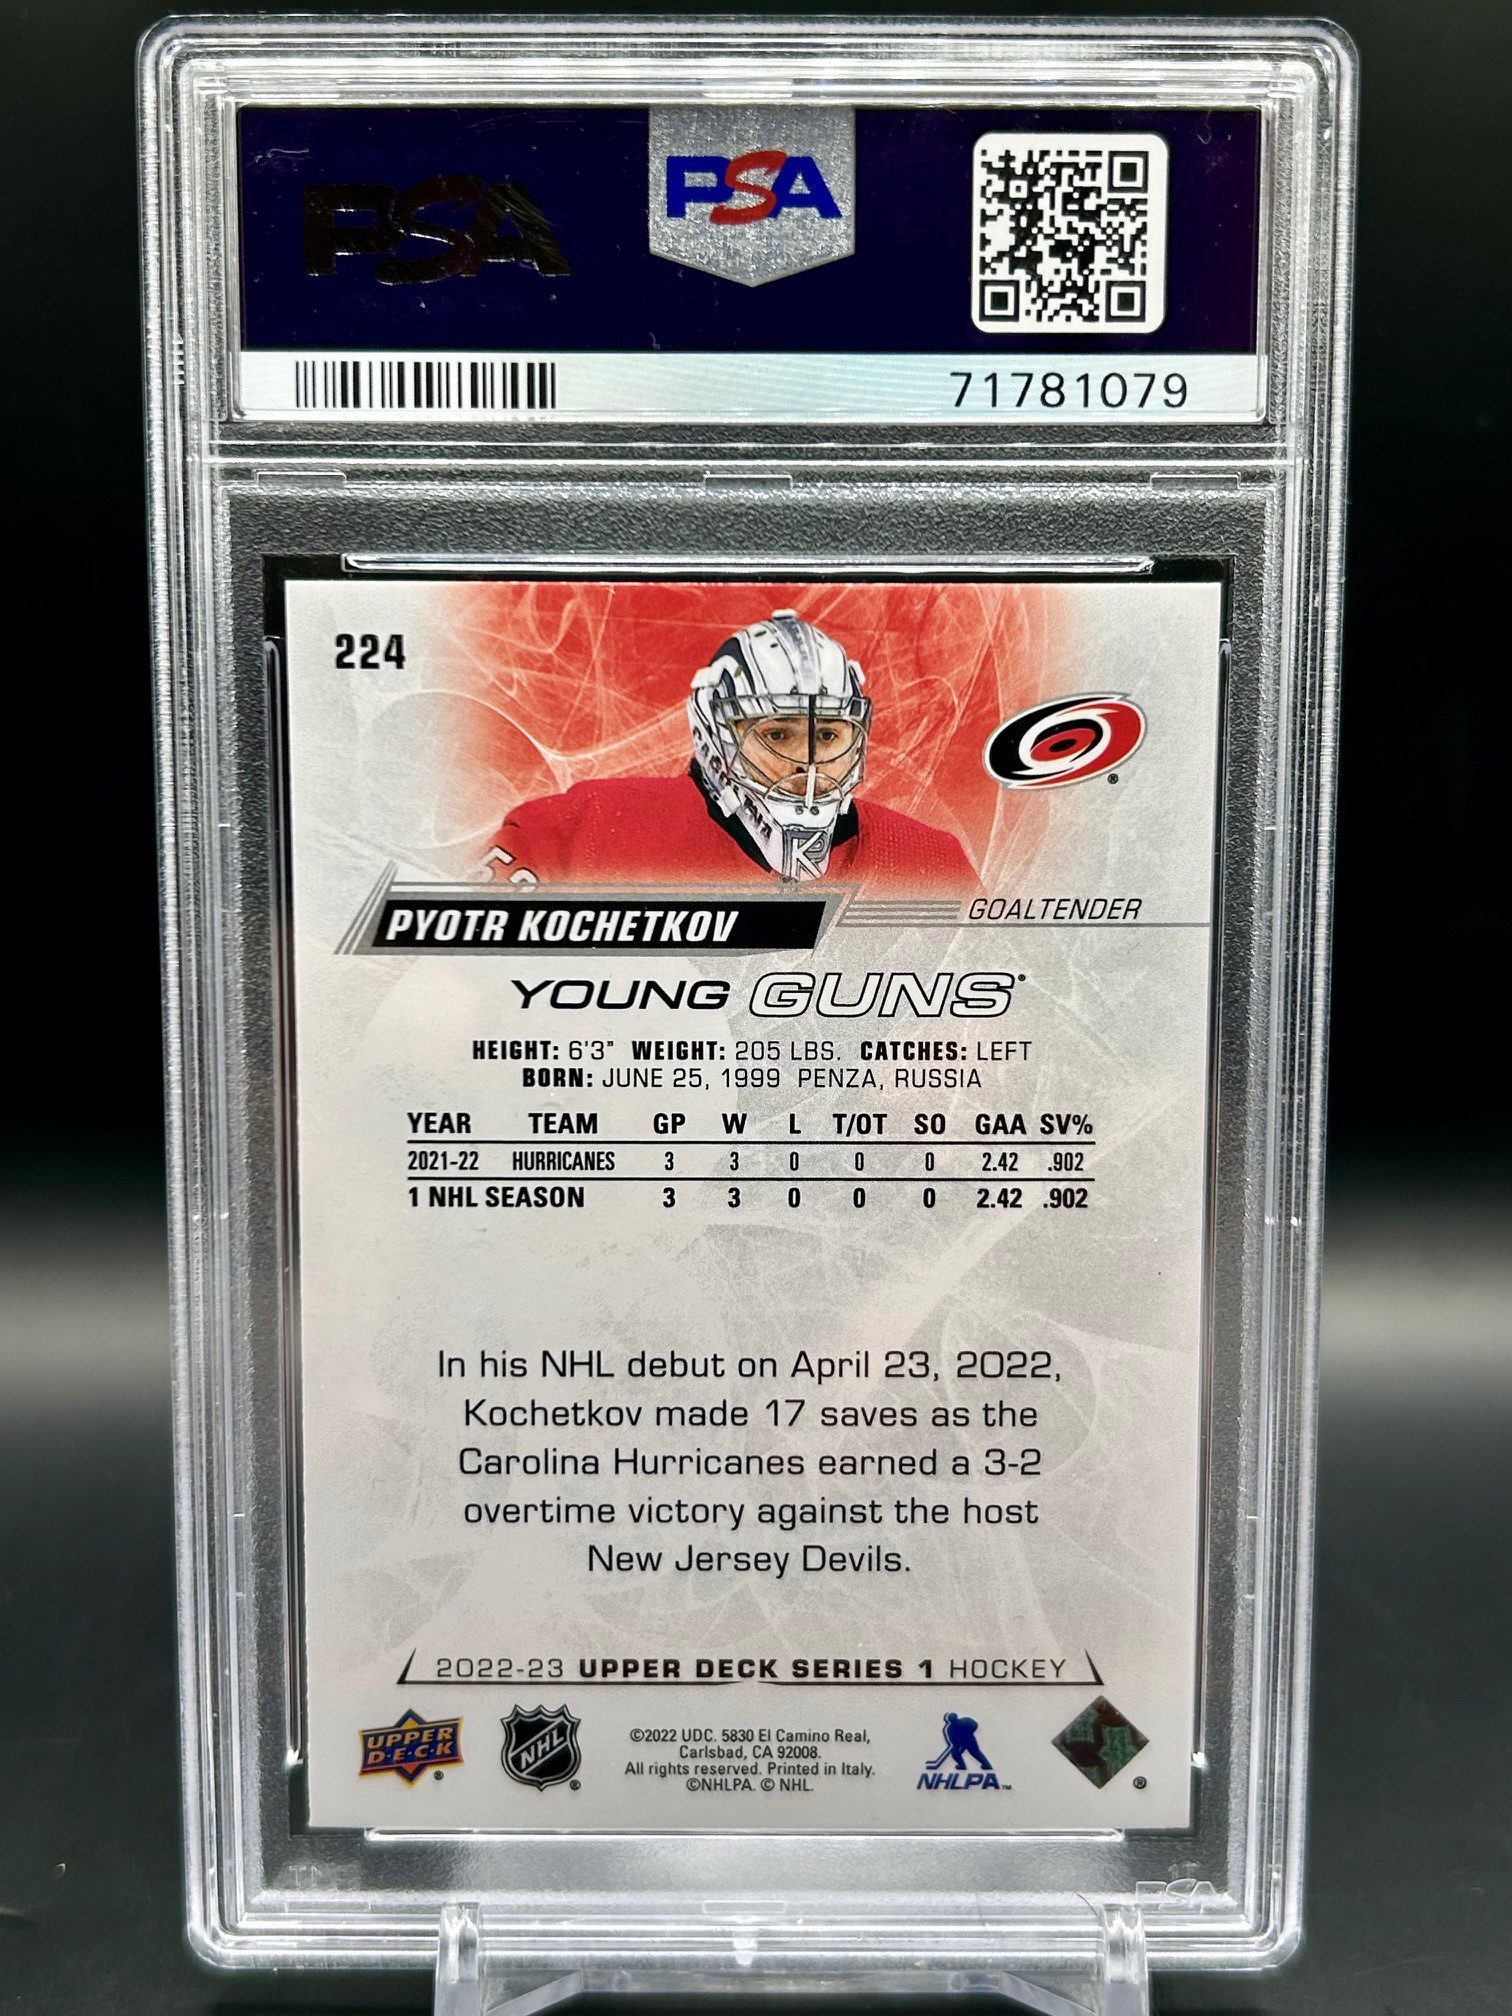 PSA
PSA
71781079
224
PYOTR KOCHETKOV
GOALTENDER
YOUNG GUNS®
HEIGHT: 6'3" WEIGHT: 205 LBS. CATCHES: LEFT
BORN: JUNE 25, 1999 PENZA, RUSSIA
YEAR TEAM GP W L T/OT SO GAA SV%
2021-22 HURRICANES 3 3 0 0 0 2.42 .902
1 NHL SEASON 3 3 0 0 0 2.42 .902
In his NHL debut on April 23, 2022,
Kochetkov made 17 saves as the
Carolina Hurricanes earned a 3-2
overtime victory against the host
New Jersey Devils.
2022-23 UPPER DECK SERIES 1 HOCKEY
UPPER
D·E·C·K ®
NHL ®
©2022 UDC. 5830 El Camino Real,
Carlsbad, CA 92008.
All rights reserved. Printed in Italy.
©NHLPA. © NHL.
NHLPA™
®
PSA